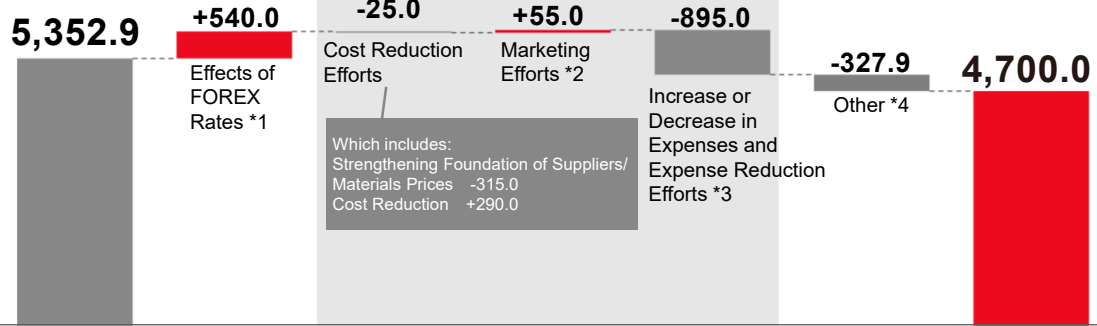 5,352.9
+540.0
Effects of
FOREX
Rates *1
-25.0
Cost Reduction
Efforts
Which includes:
Strengthening Foundation of Suppliers/
Materials Prices -315.0
Cost Reduction +290.0
+55.0
Marketing
Efforts *2
-895.0
Increase or
Decrease in
Expenses and
Expense Reduction
Efforts *3
-327.9
Other *4
4,700.0